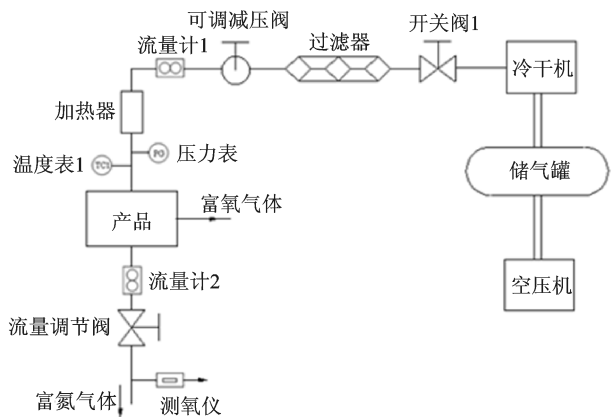 可调减压阀
流量计1
过滤器
开关阀1
冷干机
加热器
温度表1
TC1
PG
压力表
储气罐
产品
富氧气体
流量计2
空压机
流量调节阀
富氮气体
测氧仪